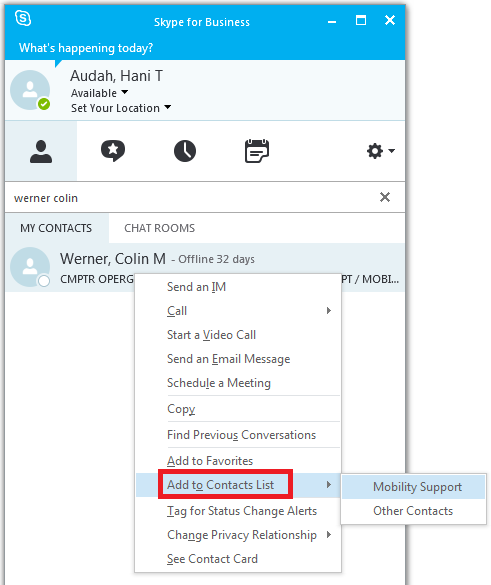 Skype for Business
What's happening today?
Audah, Hani T
Available
Set Your Location
werner colin
MY CONTACTS CHAT ROOMS
Werner, Colin M - Offline 32 days
CMPTR OPERG PT / MOBI...
Send an IM
Call
Start a Video Call
Send an Email Message
Schedule a Meeting
Copy
Find Previous Conversations
Add to Favorites
Add to Contacts List
Mobility Support
Tag for Status Change Alerts
Other Contacts
Change Privacy Relationship
See Contact Card